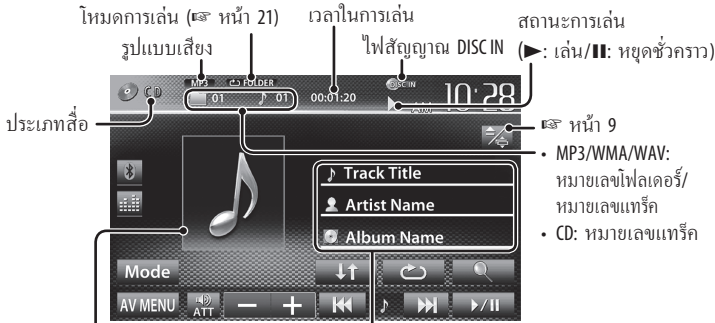 โหมดการเล่น (☞ หน้า 21)
เวลาในการเล่น
สถานะการเล่น
(►: เล่น/II: หยุดชั่วคราว)
รูปแบบเสียง
ไฟสัญญาณ DISC IN
ประเภทสื่อ
CD
MP3
FOLDER
01 ♪ 01
00:01:20
DISC IN
AM 10:28
☞ หน้า 9
• MP3/WMA/WAV:
หมายเลขโฟลเดอร์/
หมายเลขแทร็ค
• CD: หมายเลขแทร็ค
Track Title
Artist Name
Album Name
Mode
AV MENU
ATT